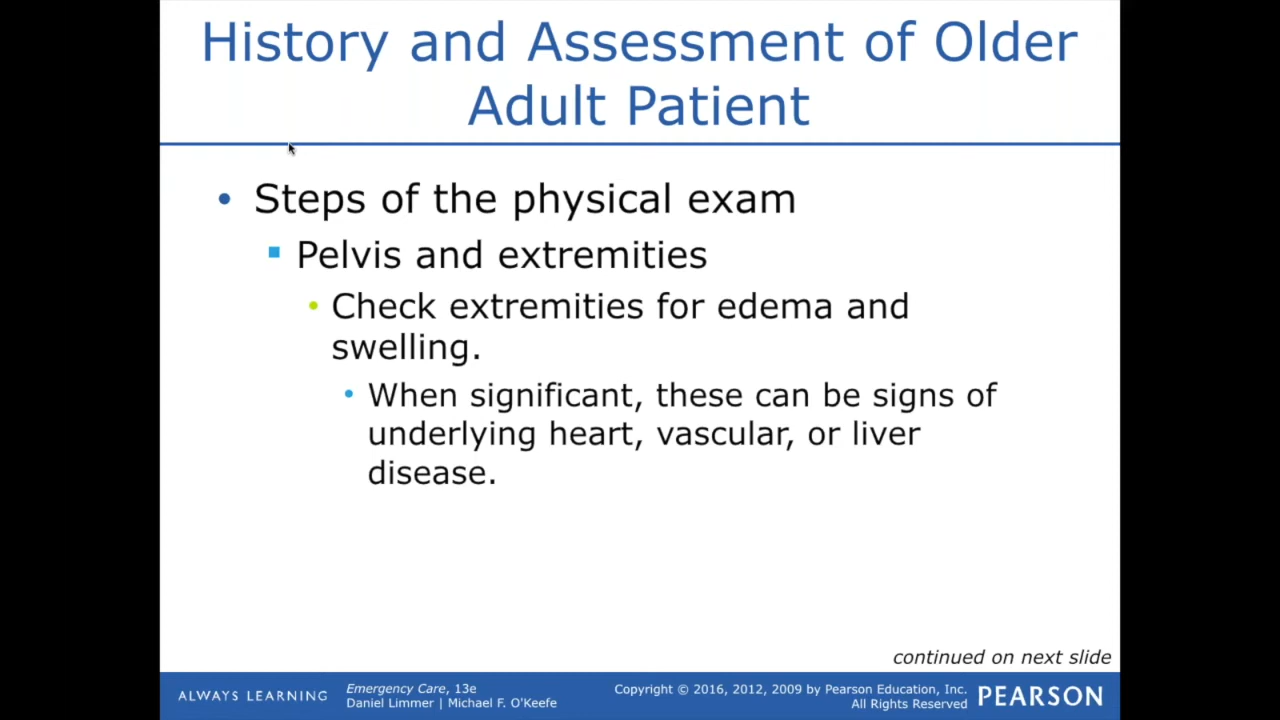 History and Assessment of Older
Adult Patient
• Steps of the physical exam
▪ Pelvis and extremities
• Check extremities for edema and
swelling.
• When significant, these can be signs of
underlying heart, vascular, or liver
disease.
continued on next slide
ALWAYS LEARNING
Emergency Care, 13e
Daniel Limmer | Michael F. O'Keefe
Copyright © 2016, 2012, 2009 by Pearson Education, Inc.
All Rights Reserved
PEARSON